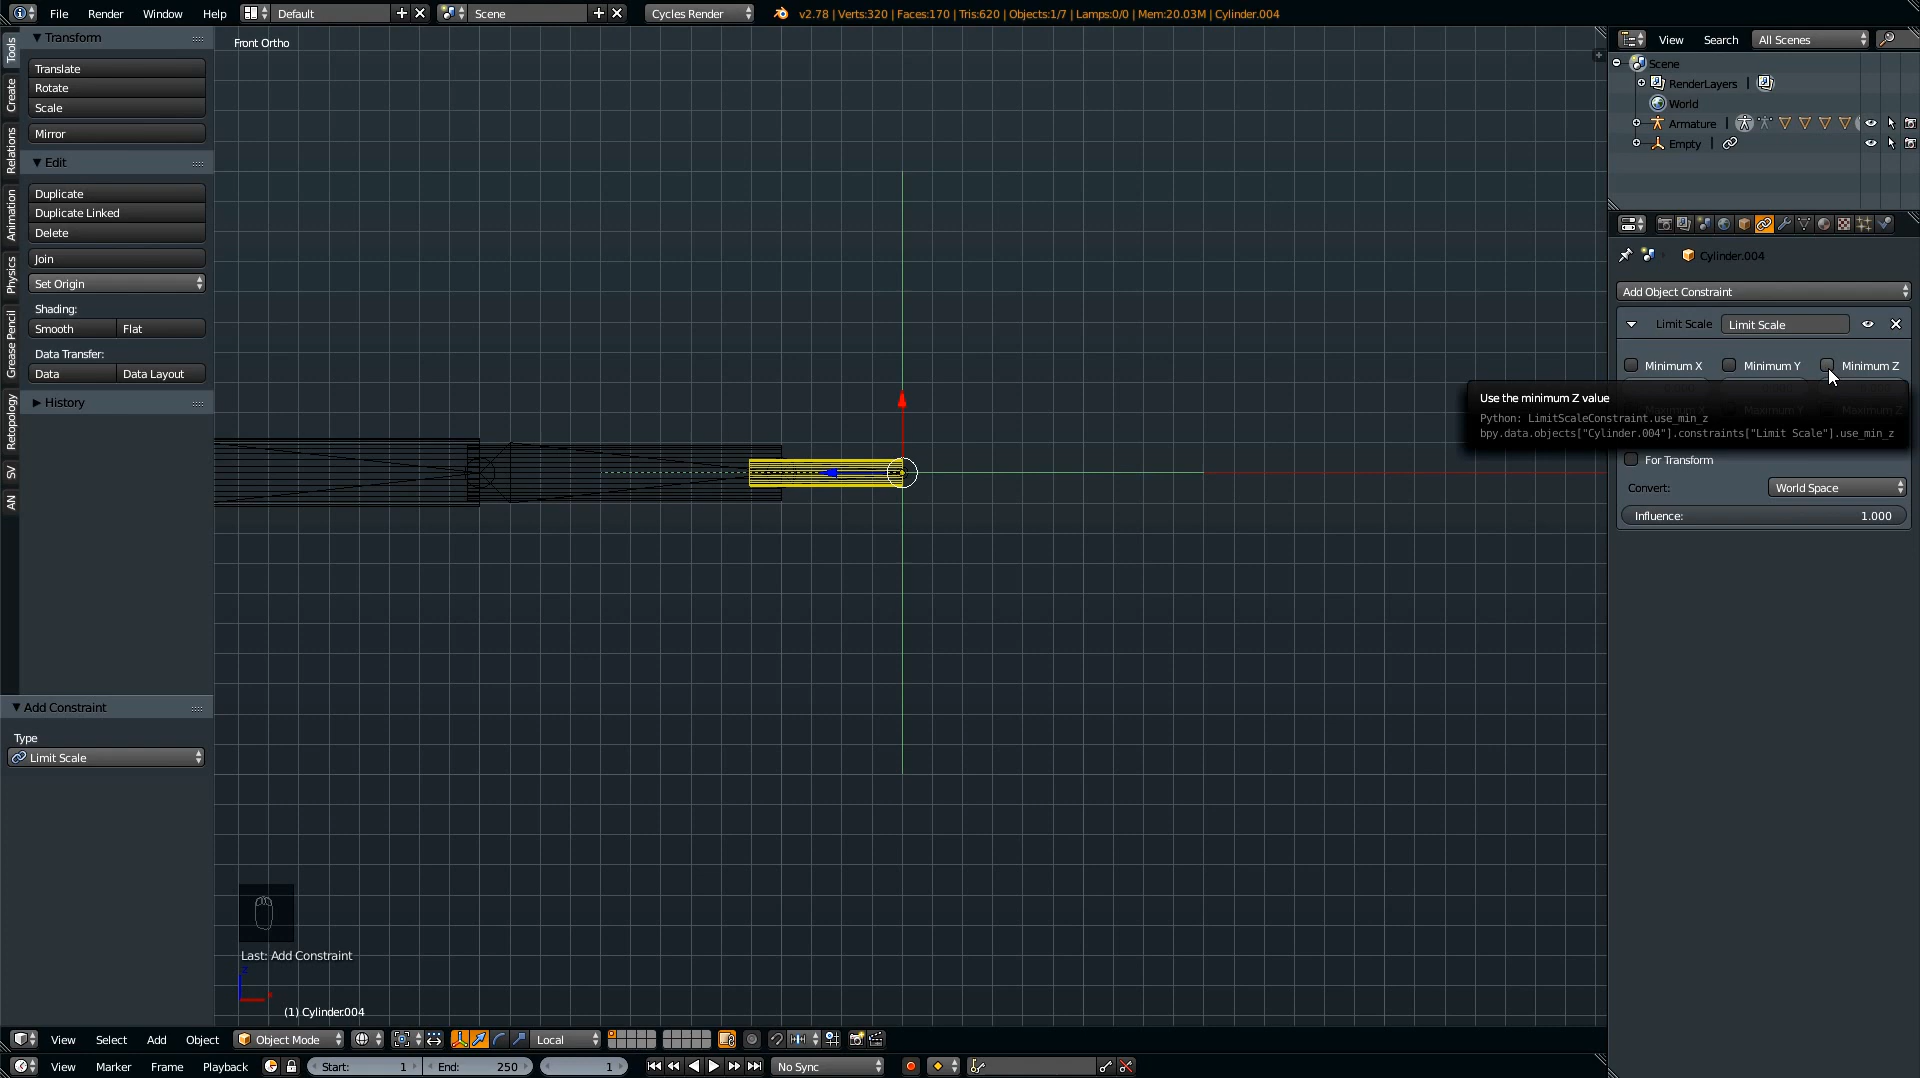 File Render Window Help Default Scene Cycles Render v2.78 | Verts:320 | Faces:170 | Tris:620 | Objects:1/7 | Lamps:0/0 | Mem:20.03M | Cylinder.004
Tools
Create
Relations
Animation
Physics
Grease Pencil
Retopology
SV
AN
Transform
Translate
Rotate
Scale
Mirror
Edit
Duplicate
Duplicate Linked
Delete
Join
Set Origin
Shading:
Smooth Flat
Data Transfer:
Data Data Layout
History
Add Constraint
Type
Limit Scale
Front Ortho
Last: Add Constraint
z
(1) Cylinder.004
View Search All Scenes
Scene
RenderLayers |
World
Armature |
Empty |
Cylinder.004
Add Object Constraint
Limit Scale Limit Scale
Minimum X Minimum Y Minimum Z
Use the minimum Z value
Python: LimitScaleConstraint.use_min_z
bpy.data.objects["Cylinder.004"].constraints["Limit Scale"].use_min_z
For Transform
Convert: World Space
Influence: 1.000
View Select Add Object Object Mode Local
View Marker Frame Playback Start: 1 End: 250 1 No Sync